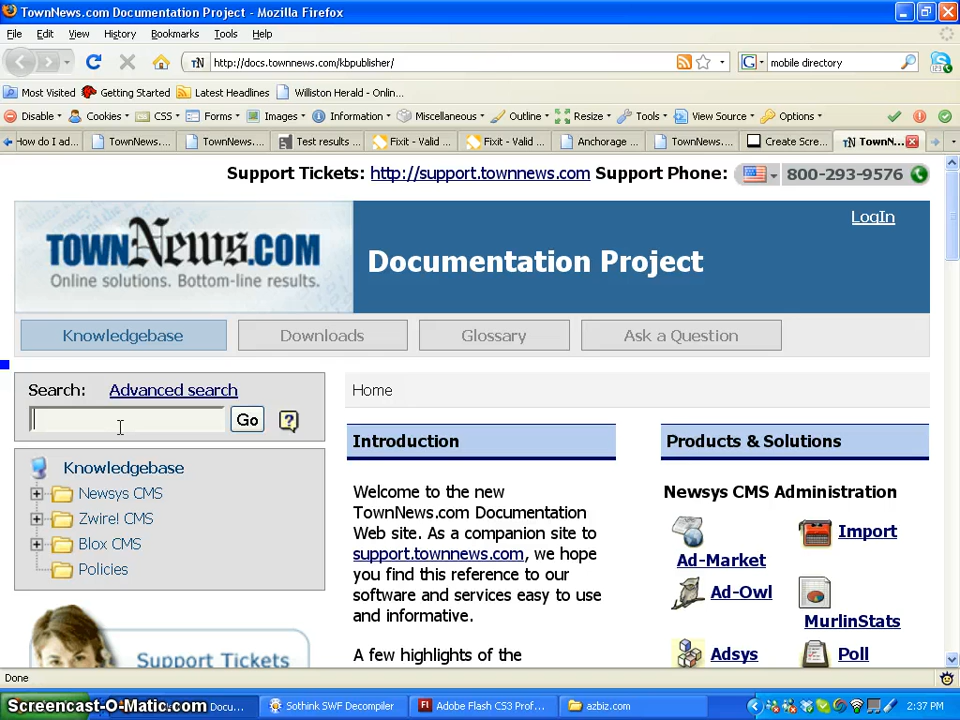 TownNews.com Documentation Project - Mozilla Firefox
File Edit View History Bookmarks Tools Help
http://docs.townnews.com/kbpublisher/ mobile directory
Most Visited Getting Started Latest Headlines Williston Herald - Onlin...
Disable Cookies CSS Forms Images Information Miscellaneous Outline Resize Tools View Source Options
How do I ad... TownNews.... TownNews.... Test results ... Fixit - Valid ... Fixit - Valid ... Anchorage ... TownNews.... Create Scre... TownN...
Support Tickets: http://support.townnews.com Support Phone: 800-293-9576
LogIn
TOWNNEWS.COM
Online solutions. Bottom-line results.
Documentation Project
Knowledgebase Downloads Glossary Ask a Question
Search: Advanced search
Go
Knowledgebase
Newsys CMS
Zwire! CMS
Blox CMS
Policies
Support Tickets
Home
Introduction
Welcome to the new
TownNews.com Documentation
Web site. As a companion site to
support.townnews.com, we hope
you find this reference to our
software and services easy to use
and informative.
A few highlights of the
Products & Solutions
Newsys CMS Administration
Ad-Market
Import
Ad-Owl
MurlinStats
Adsys
Poll
Done
Screencast-O-Matic.com Docu... Sothink SWF Decompiler Adobe Flash CS3 Prof... azbiz.com 2:37 PM